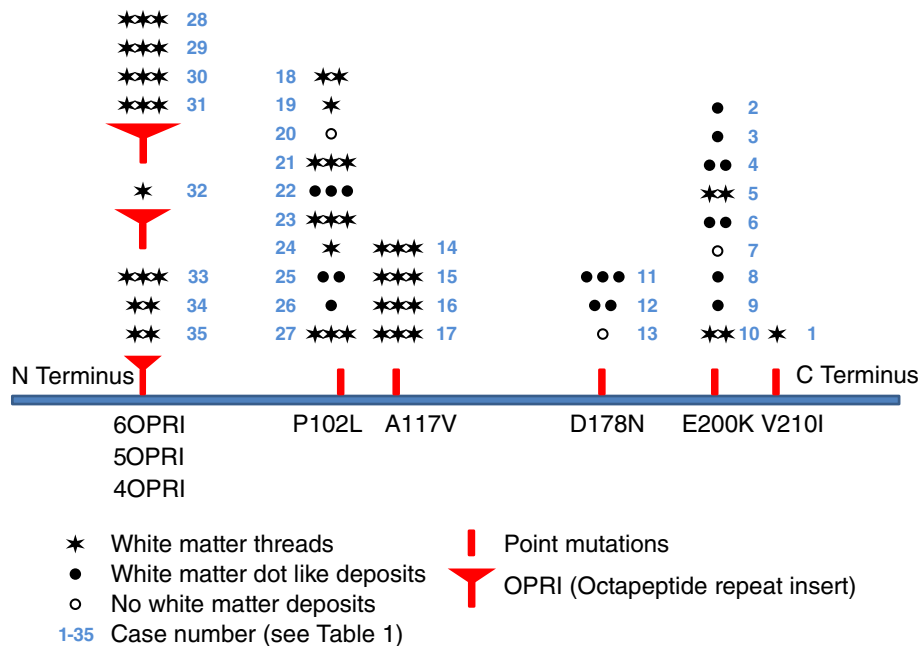 28
29
30
31
18
19
20
2
3
21
4
32
22
5
23
6
24
14
7
33
25
15
11
8
34
26
16
12
9
35
27
17
13
10
1
N Terminus
C Terminus
P102L
A117V
D178N
E200K V210I
6OPRI
5OPRI
4OPRI
White matter threads
Point mutations
White matter dot like deposits
OPRI (Octapeptide repeat insert)
No white matter deposits
1-35 Case number (see Table 1)